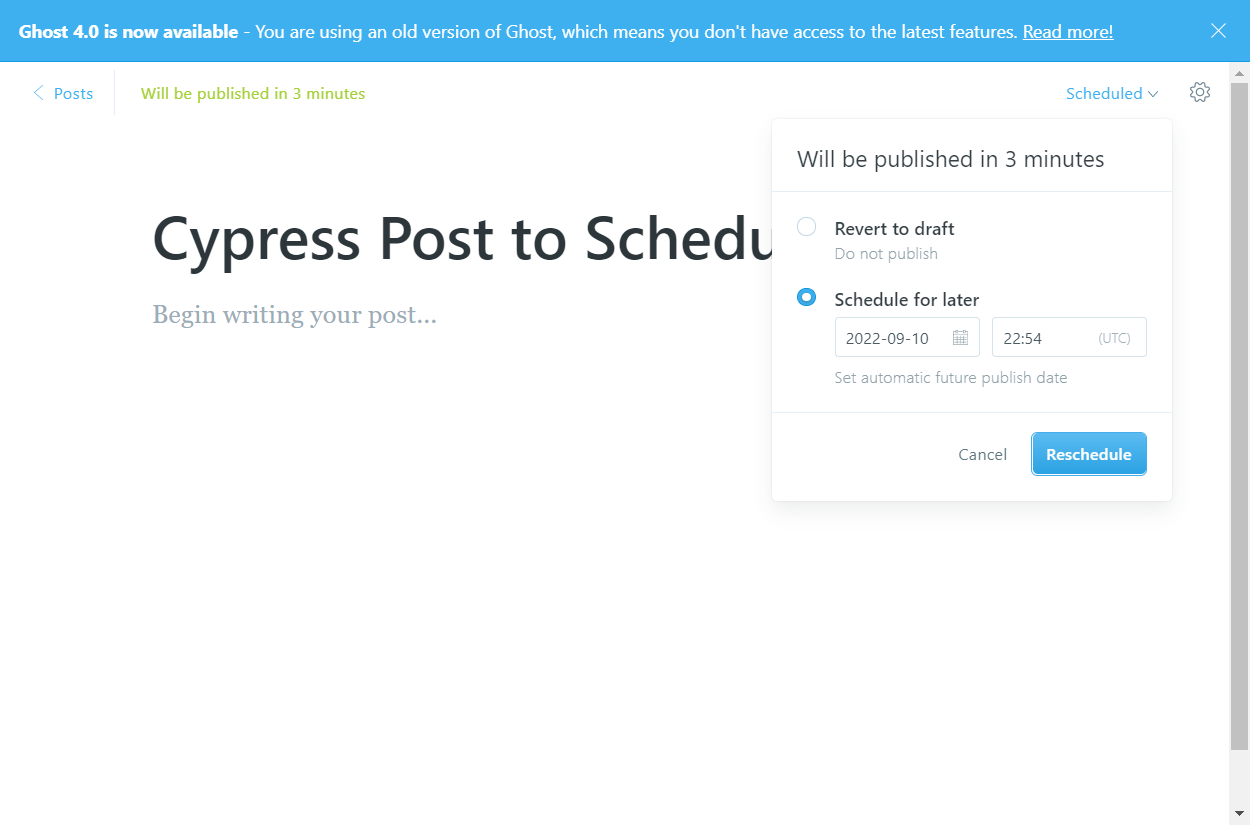 Ghost 4.0 is now available - You are using an old version of Ghost, which means you don't have access to the latest features. Read more!
Posts
Will be published in 3 minutes
Scheduled
Will be published in 3 minutes
Cypress Post to Schedu
Revert to draft
Do not publish
Begin writing your post...
Schedule for later
2022-09-10
22:54 (UTC)
Set automatic future publish date
Cancel
Reschedule